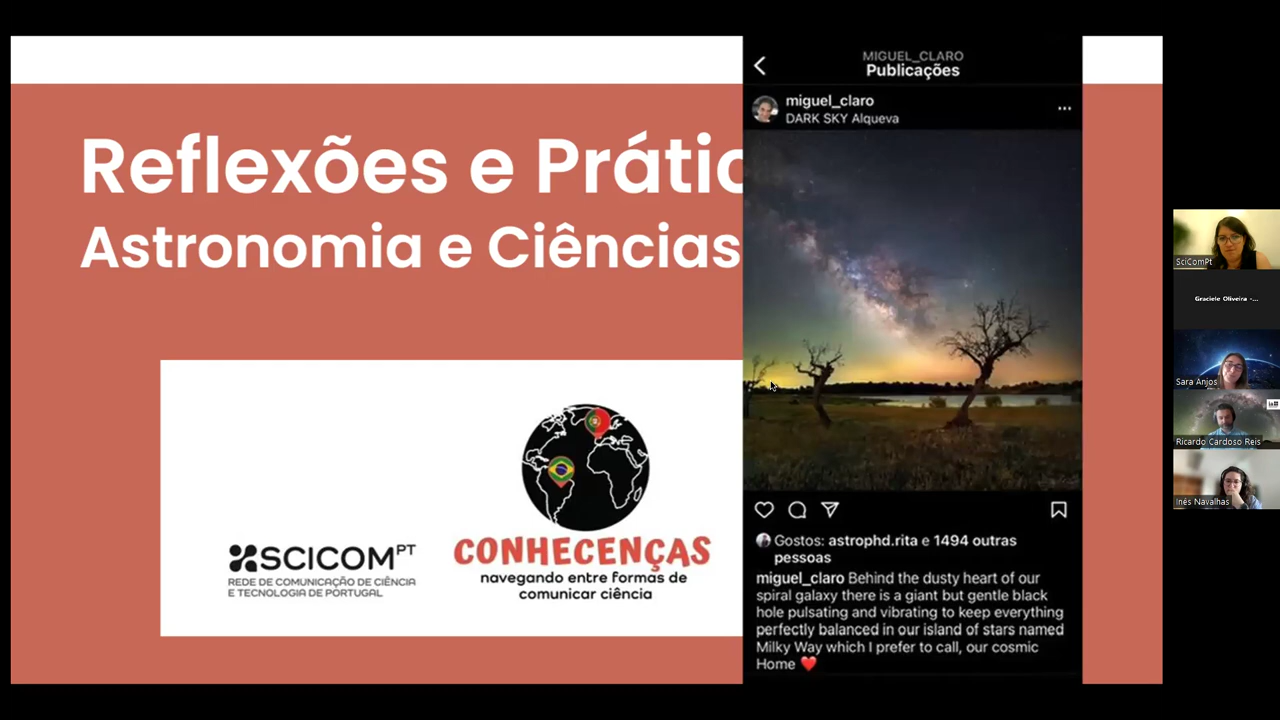 Reflexões e Prátic
Astronomia e Ciências
SCICOMPT
REDE DE COMUNICAÇÃO DE CIÊNCIA
E TECNOLOGIA DE PORTUGAL
CONHECENÇAS
navegando entre formas de
comunicar ciência
MIGUEL_CLARO
Publicações
miguel_claro
DARK SKY Alqueva
Gostos: astrophd.rita e 1494 outras
pessoas
miguel_claro Behind the dusty heart of our
spiral galaxy there is a giant but gentle black
hole pulsating and vibrating to keep everything
perfectly balanced in our island of stars named
Milky Way which I prefer to call, our cosmic
Home ❤️
SciComPt
Graciele Oliveira -...
Sara Anjos
Ricardo Cardoso Reis
Inês Navalhas